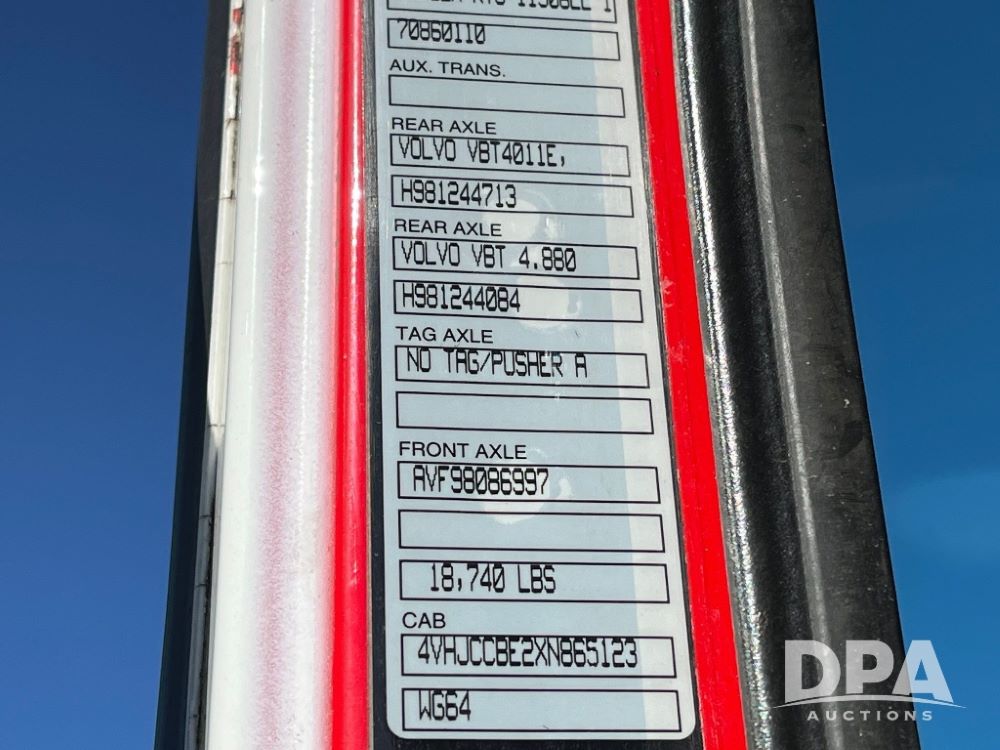 70860110
AUX. TRANS.
REAR AXLE
VOLVO VBT4011E,
H981244713
REAR AXLE
VOLVO VBT 4.880
H981244084
TAG AXLE
NO TAG/PUSHER A
FRONT AXLE
AVF98086997
18,740 LBS
CAB
4VHJCCBE2XN865123
WG64
DPA
AUCTIONS